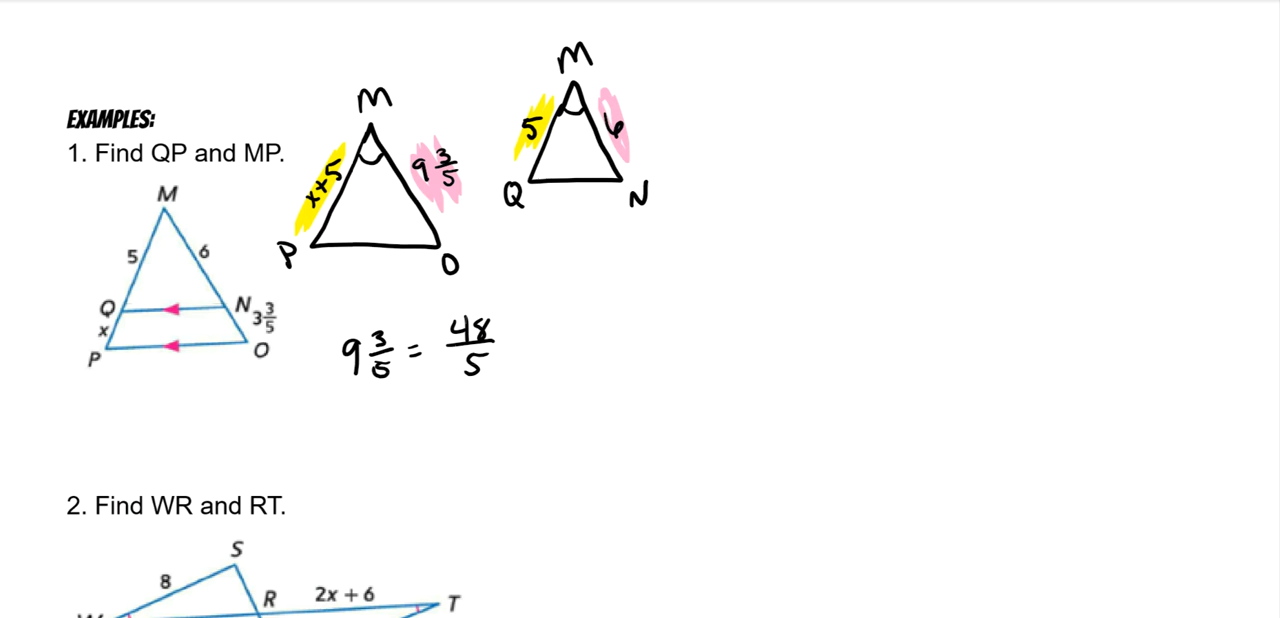 EXAMPLES:
1. Find QP and MP.
M
5
6
Q
N
3 3/5
x
P
O
M
x+5
9 3/5
P
O
M
5
6
Q
N
9 3/5 = 48/5
2. Find WR and RT.
S
8
R
2x + 6
T